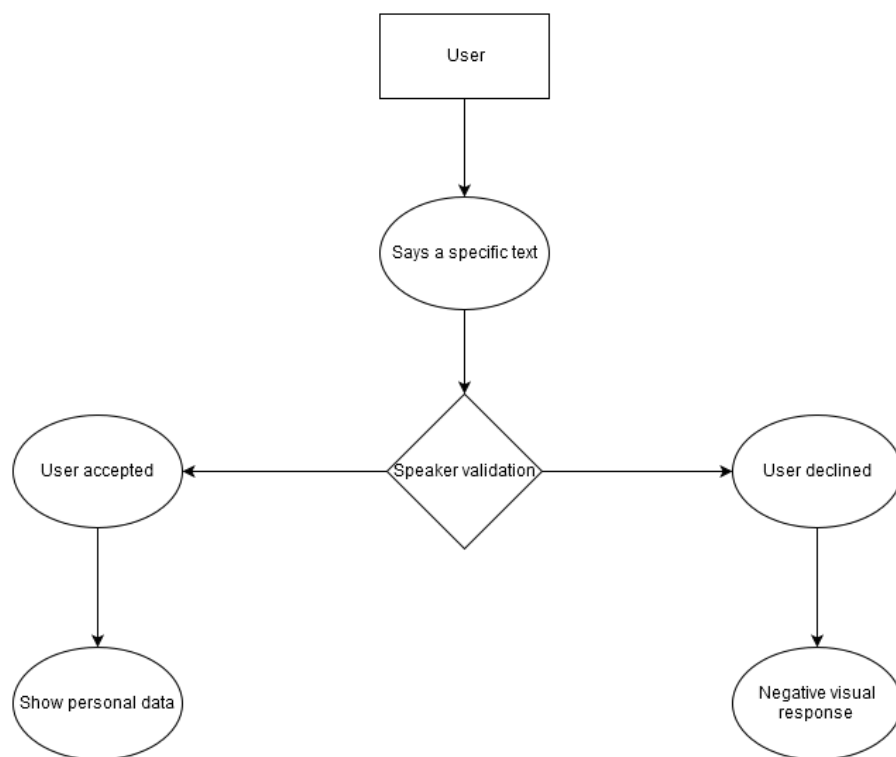 User
Says a specific text
User accepted
Speaker validation
User declined
Show personal data
Negative visual
response